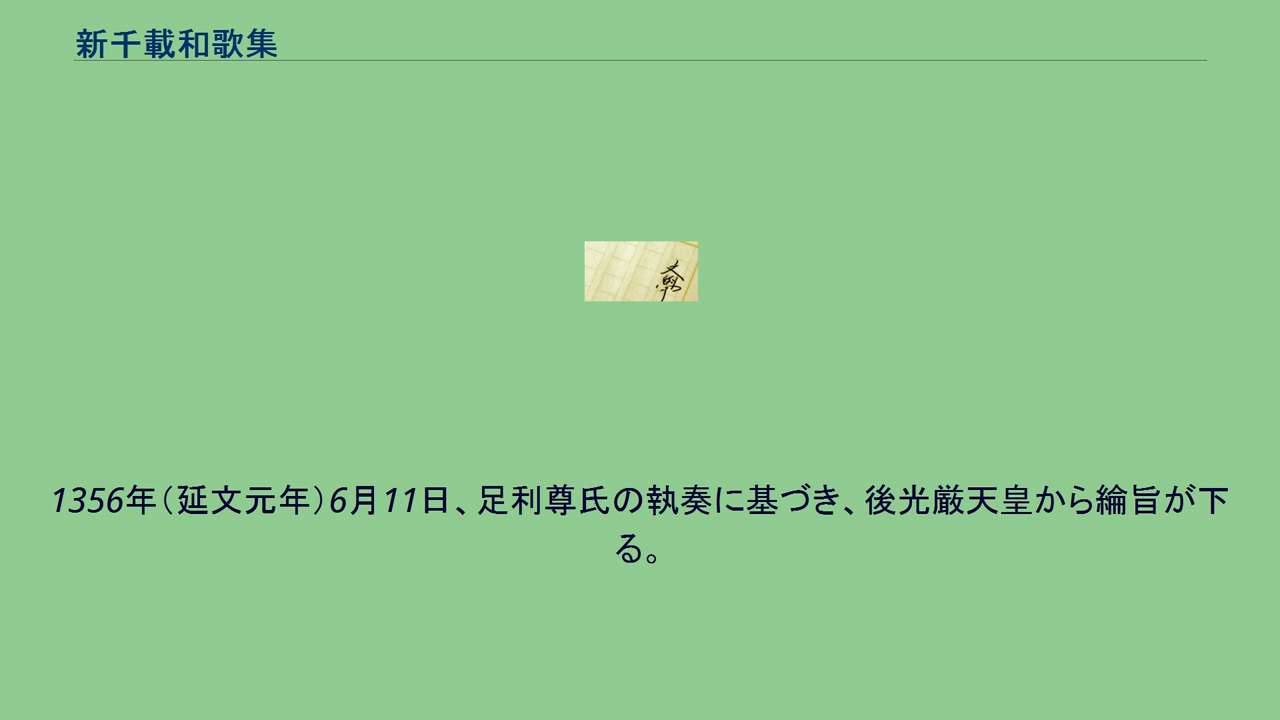 新千載和歌集
1356年（延文元年）6月11日、足利尊氏の執奏に基づき、後光厳天皇から綸旨が下
る。